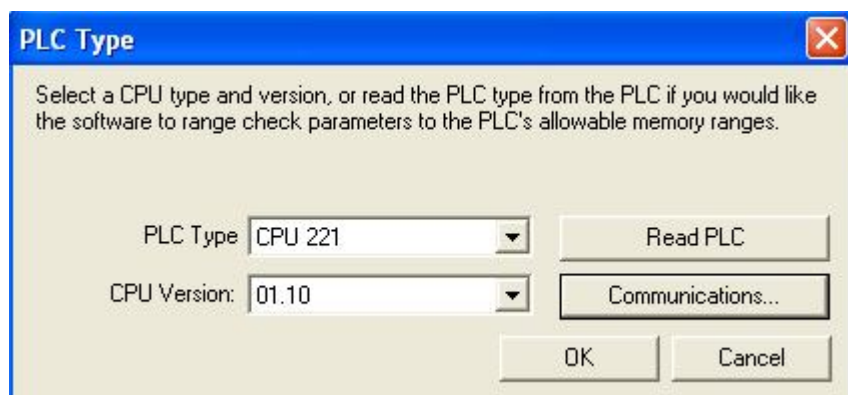 PLC Type
Select a CPU type and version, or read the PLC type from the PLC if you would like
the software to range check parameters to the PLC's allowable memory ranges.
PLC Type CPU 221 Read PLC
CPU Version: 01.10 Communications...
OK Cancel